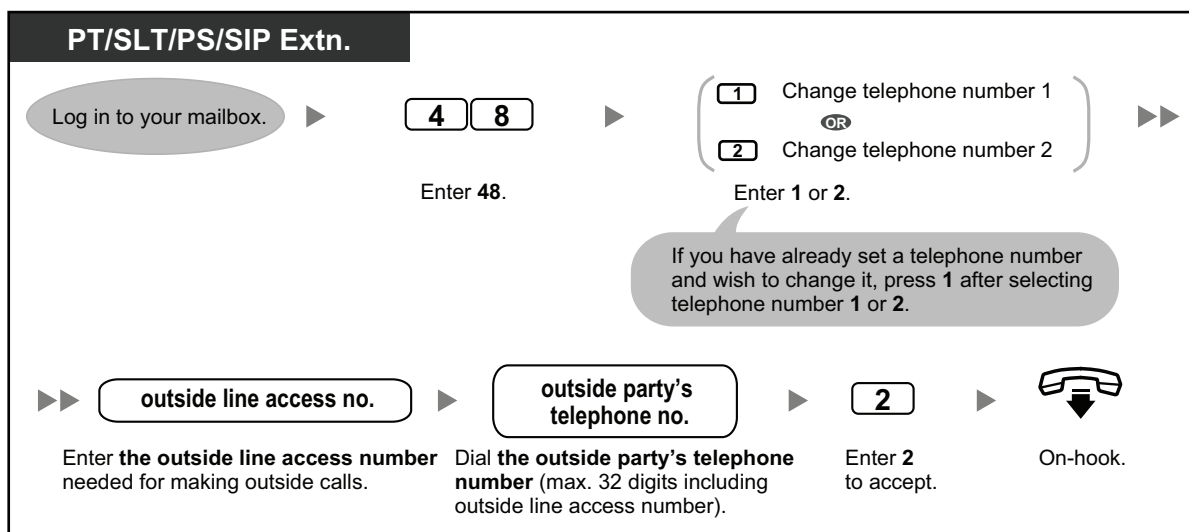 PT/SLT/PS/SIP Extn.
Log in to your mailbox.
4 8
Enter 48.
1 Change telephone number 1
OR
2 Change telephone number 2
Enter 1 or 2.
If you have already set a telephone number
and wish to change it, press 1 after selecting
telephone number 1 or 2.
outside line access no.
Enter the outside line access number
needed for making outside calls.
outside party's
telephone no.
Dial the outside party's telephone
number (max. 32 digits including
outside line access number).
2
Enter 2
to accept.
On-hook.